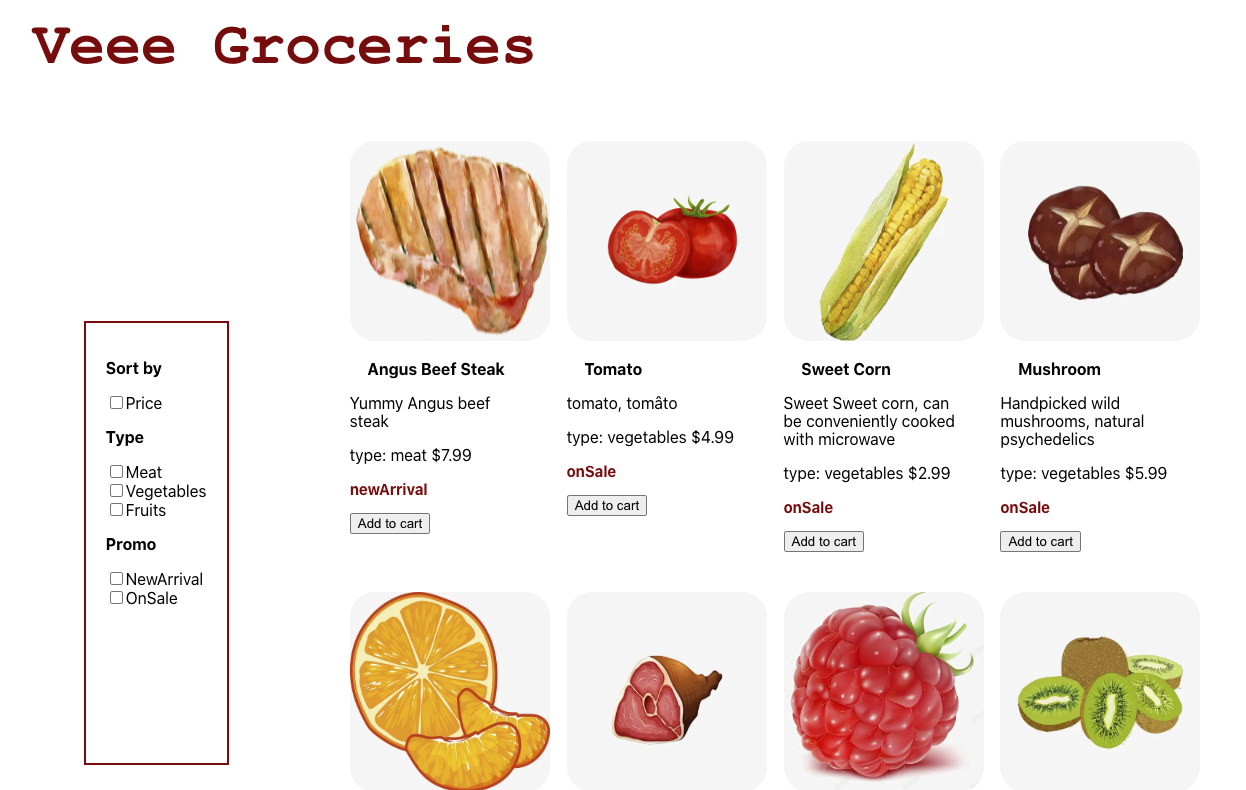 Veee Groceries
Sort by
Price
Type
Meat
Vegetables
Fruits
Promo
NewArrival
OnSale
Angus Beef Steak
Yummy Angus beef
steak
type: meat $7.99
newArrival
Add to cart
Tomato
tomato, tomâto
type: vegetables $4.99
onSale
Add to cart
Sweet Corn
Sweet Sweet corn, can
be conveniently cooked
with microwave
type: vegetables $2.99
onSale
Add to cart
Mushroom
Handpicked wild
mushrooms, natural
psychedelics
type: vegetables $5.99
onSale
Add to cart